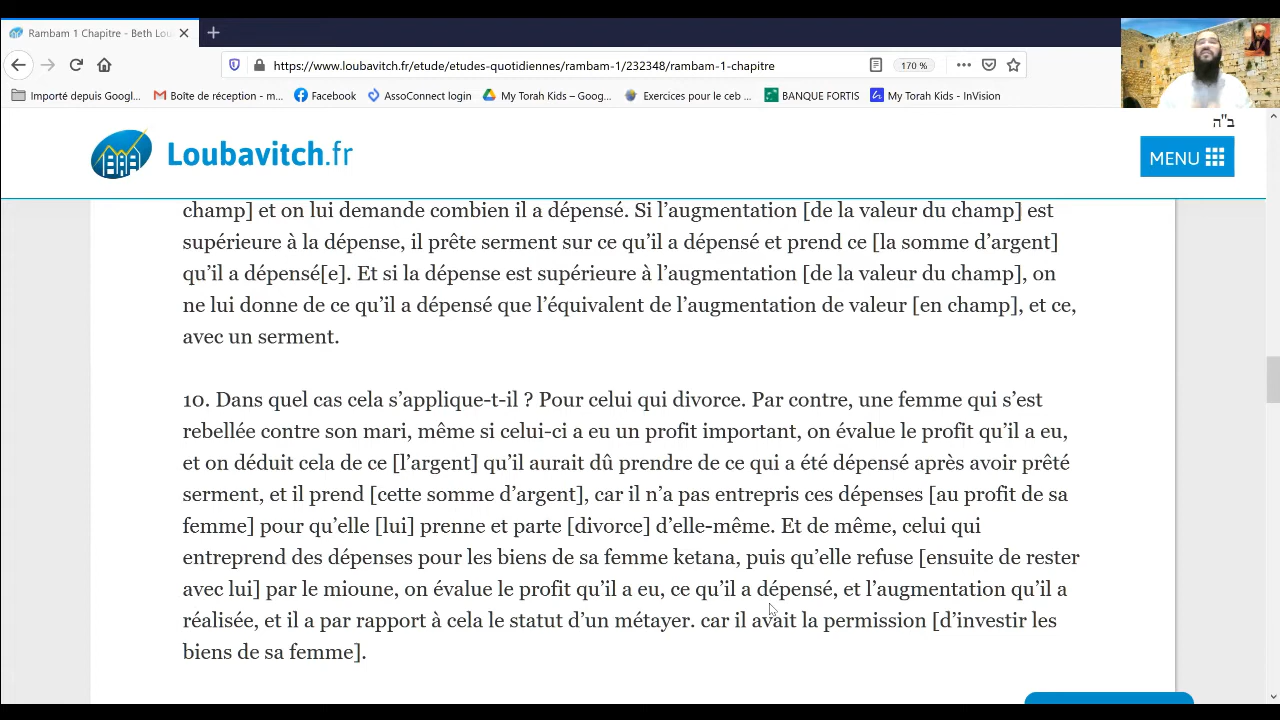 Rambam 1 Chapitre - Beth Lou
https://www.loubavitch.fr/etude/etudes-quotidiennes/rambam-1/232348/rambam-1-chapitre
170 %
Importé depuis Googl...
Boîte de réception - m...
Facebook
AssoConnect login
My Torah Kids – Goog...
Exercices pour le ceb ...
BANQUE FORTIS
My Torah Kids - InVision
ב"ה
Loubavitch.fr
MENU
champ] et on lui demande combien il a dépensé. Si l’augmentation [de la valeur du champ] est
supérieure à la dépense, il prête serment sur ce qu’il a dépensé et prend ce [la somme d’argent]
qu’il a dépensé[e]. Et si la dépense est supérieure à l’augmentation [de la valeur du champ], on
ne lui donne de ce qu’il a dépensé que l’équivalent de l’augmentation de valeur [en champ], et ce,
avec un serment.
10. Dans quel cas cela s’applique-t-il ? Pour celui qui divorce. Par contre, une femme qui s’est
rebellée contre son mari, même si celui-ci a eu un profit important, on évalue le profit qu’il a eu,
et on déduit cela de ce [l’argent] qu’il aurait dû prendre de ce qui a été dépensé après avoir prêté
serment, et il prend [cette somme d’argent], car il n’a pas entrepris ces dépenses [au profit de sa
femme] pour qu’elle [lui] prenne et parte [divorce] d’elle-même. Et de même, celui qui
entreprend des dépenses pour les biens de sa femme ketana, puis qu’elle refuse [ensuite de rester
avec lui] par le mioune, on évalue le profit qu’il a eu, ce qu’il a dépensé, et l’augmentation qu’il a
réalisée, et il a par rapport à cela le statut d’un métayer. car il avait la permission [d’investir les
biens de sa femme].